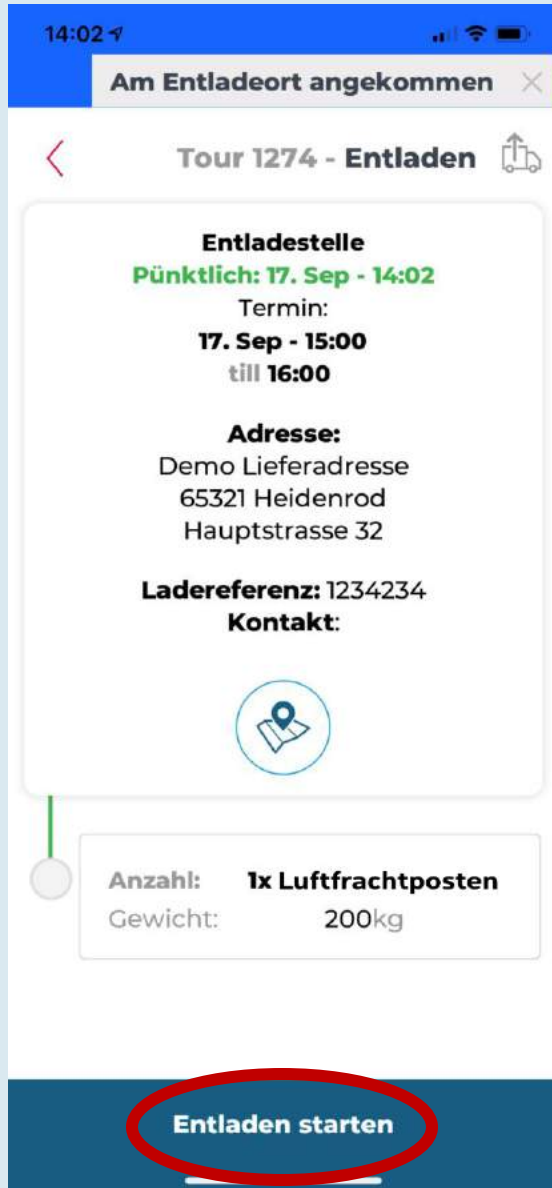 14:02
Am Entladeort angekommen
Tour 1274 - Entladen
Entladestelle
Pünktlich: 17. Sep - 14:02
Termin:
17. Sep - 15:00
till 16:00
Adresse:
Demo Lieferadresse
65321 Heidenrod
Hauptstrasse 32
Ladereferenz: 1234234
Kontakt:
Anzahl: 1x Luftfrachtposten
Gewicht: 200kg
Entladen starten